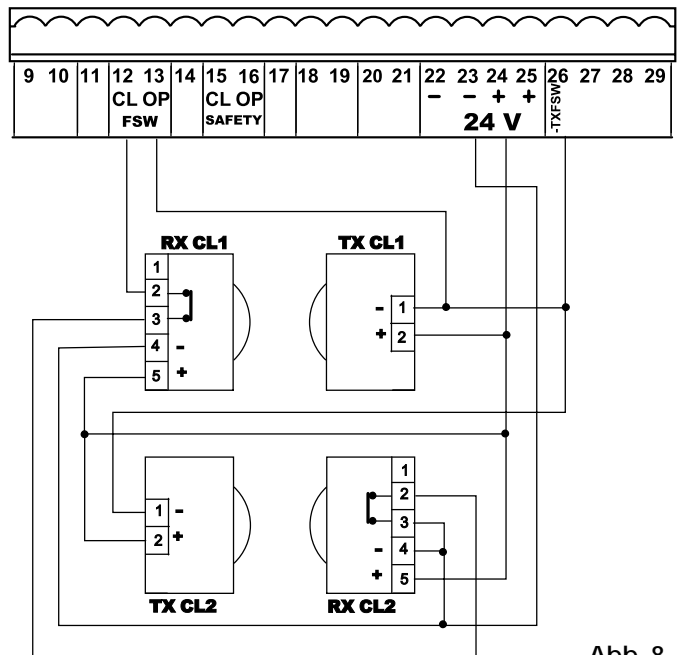 9 10 11 12 13 14 15 16 17 18 19 20 21 22 23 24 25 26 27 28 29
CL OP CL OP - - + +
FSW SAFETY 24 V -TXFSW
RX CL1 TX CL1
1
2
3
4 -
5 +
- 1
+ 2
1 -
2 +
1
2
3
- 4
+ 5
TX CL2 RX CL2
Abb. 8